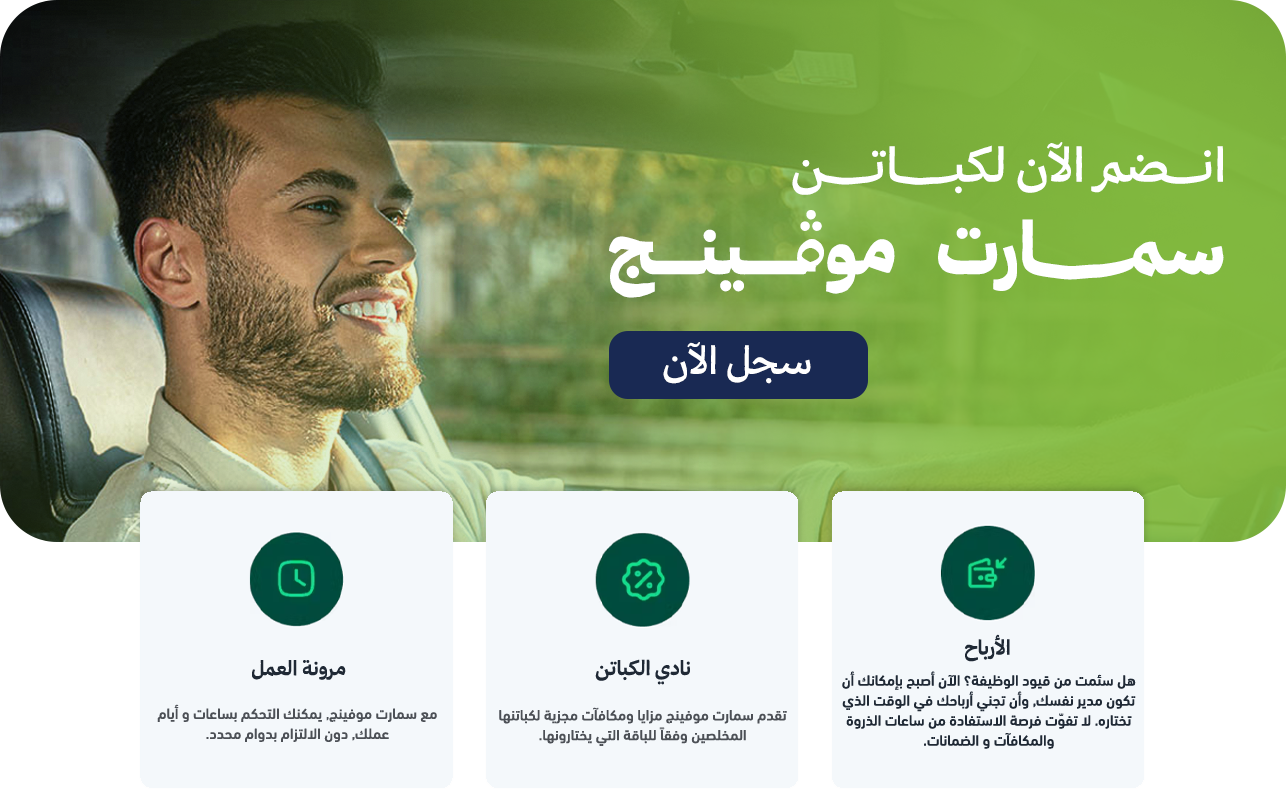 انضم الآن لكباتن
سمارت موڤينج
سجل الآن
الأرباح
هل سئمت من قيود الوظيفة؟ الآن أصبح بإمكانك أن
تكون مدير نفسك, وأن تجني أرباحك في الوقت الذي
تختاره. لا تفوّت فرصة الاستفادة من ساعات الذروة
والمكافآت و الضمانات.
نادي الكباتن
تقدم سمارت موفينج مزايا ومكافآت مجزية لكباتنها
المخلصين وفقاً للباقة التي يختارونها.
مرونة العمل
مع سمارت موفينج, يمكنك التحكم بساعات و أيام
عملك, دون الالتزام بدوام محدد.